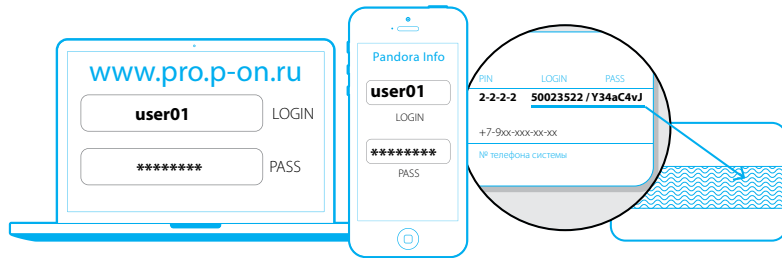 www.pro.p-on.ru
user01 LOGIN
******** PASS
Pandora Info
user01
LOGIN
********
PASS
PIN LOGIN PASS
2-2-2-2 50023522 / Y34aC4vJ
+7-9xx-xxx-xx-xx
№ телефона системы